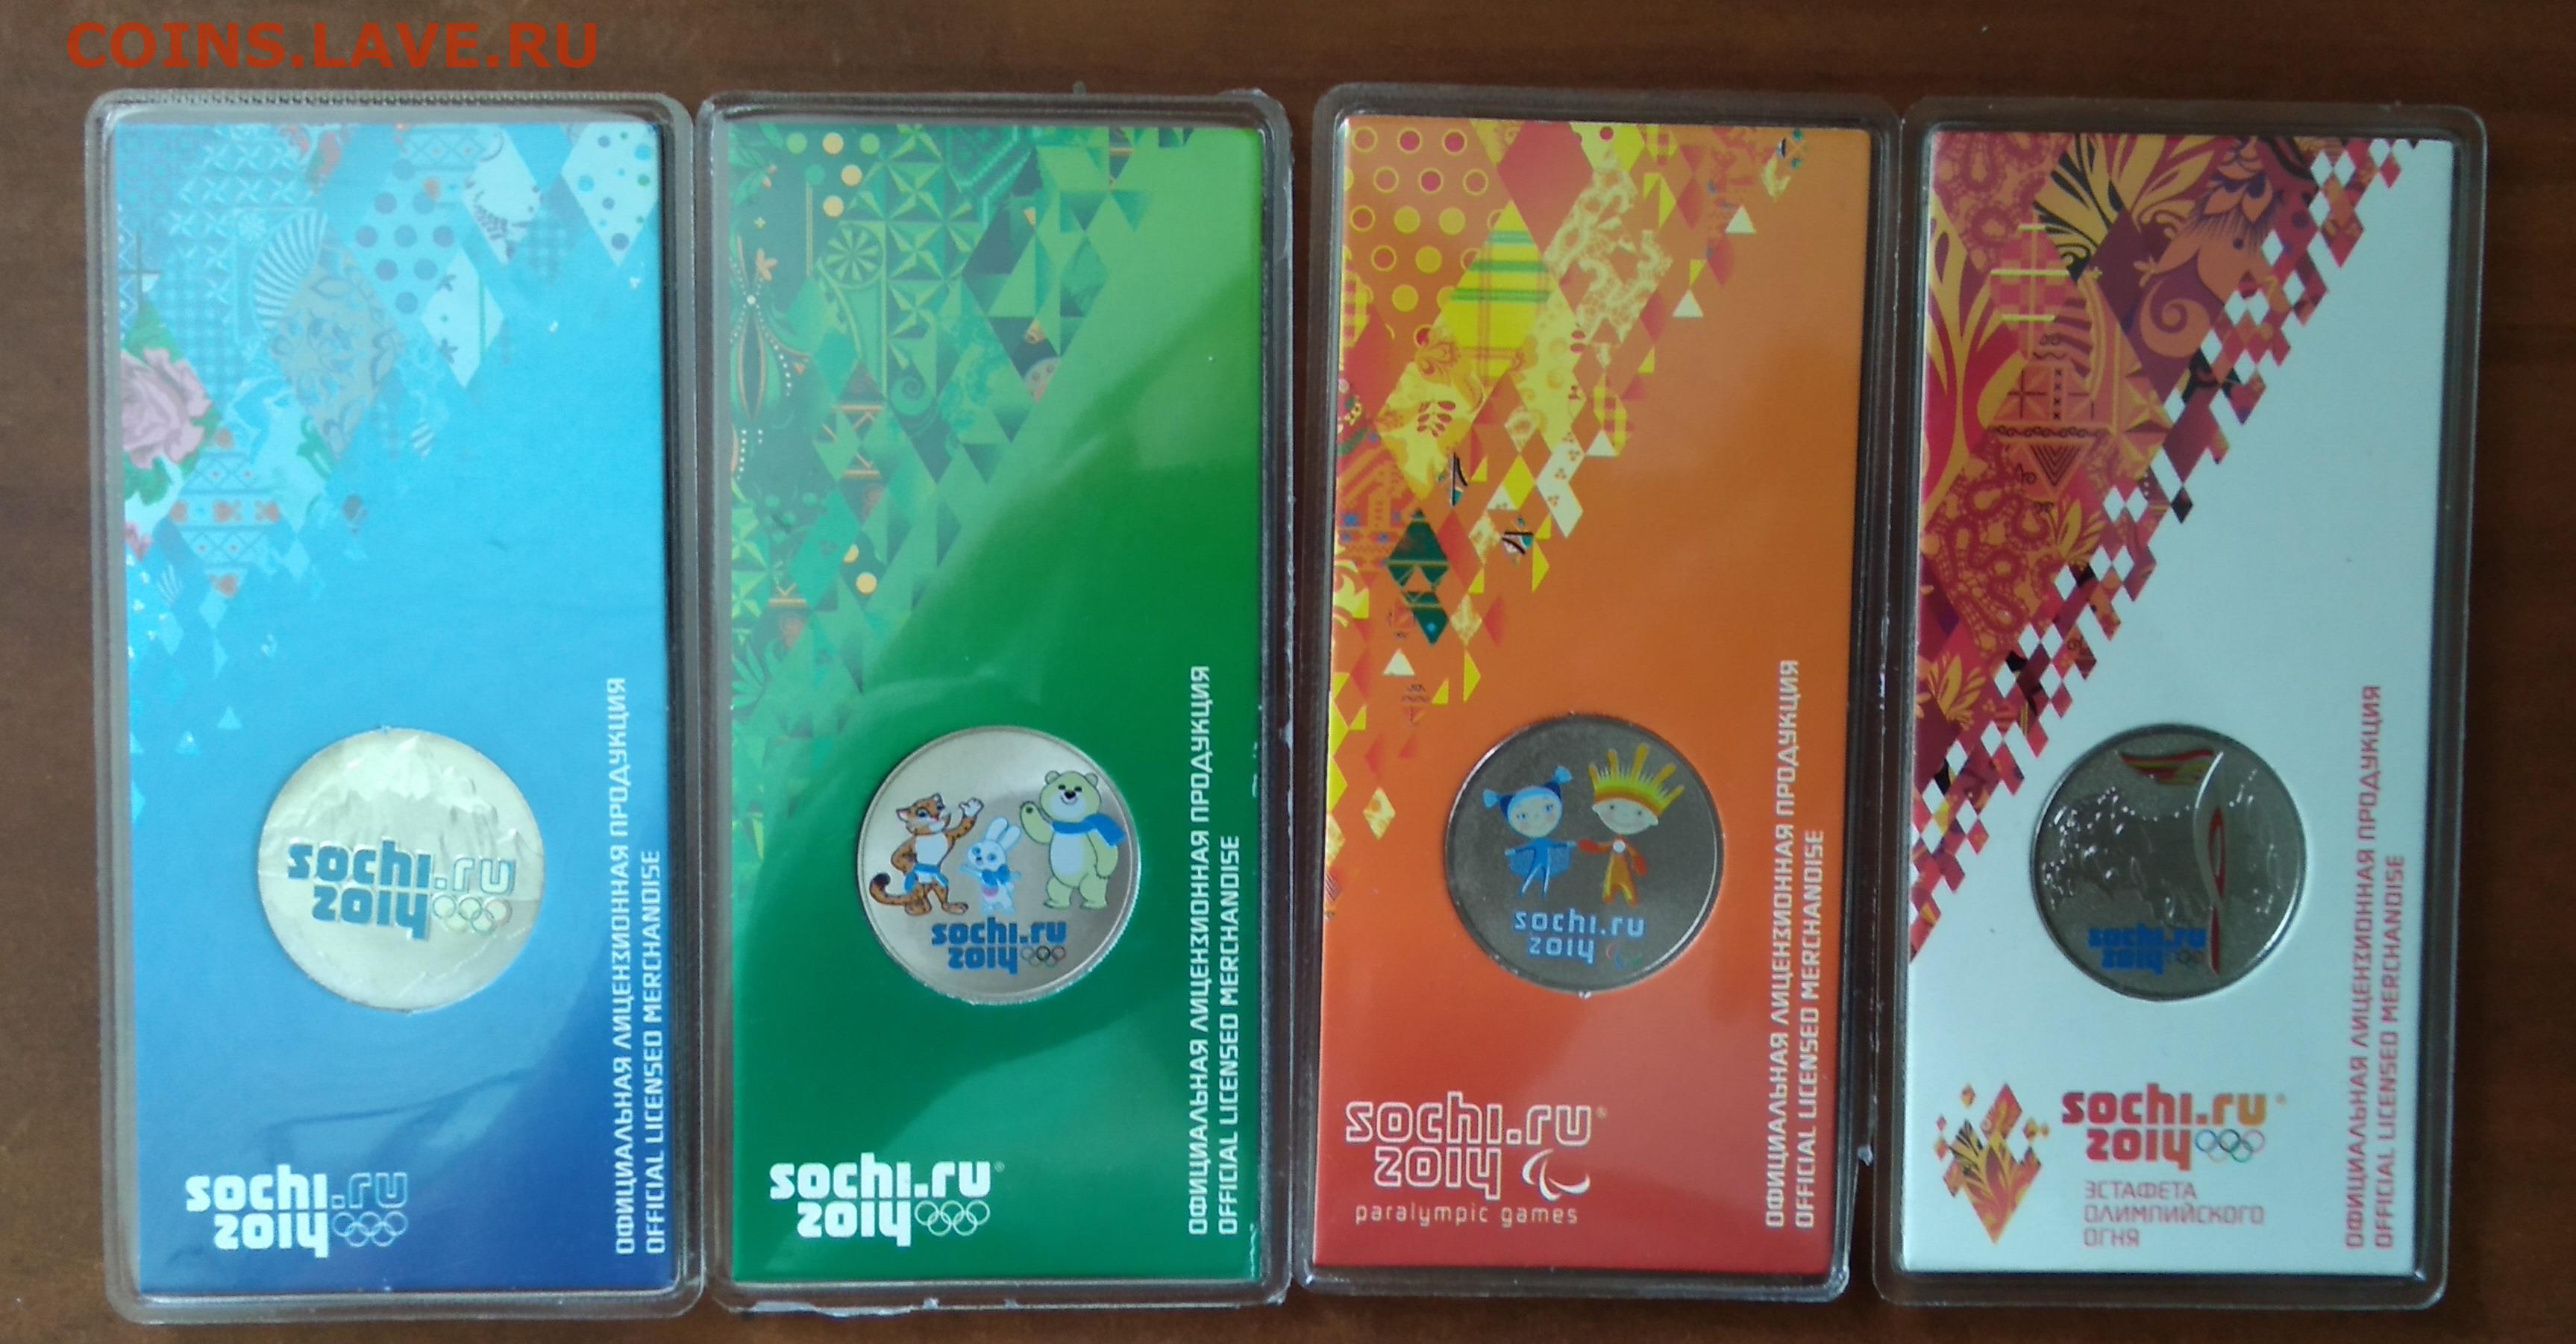 COINS.LAVE.RU
sochi.ru
2014
ОФИЦИАЛЬНАЯ ЛИЦЕНЗИОННАЯ ПРОДУКЦИЯ
OFFICIAL LICENSED MERCHANDISE
sochi.ru
2014
sochi.ru
2014
ОФИЦИАЛЬНАЯ ЛИЦЕНЗИОННАЯ ПРОДУКЦИЯ
OFFICIAL LICENSED MERCHANDISE
sochi.ru®
2014
sochi.ru
2014
ОФИЦИАЛЬНАЯ ЛИЦЕНЗИОННАЯ ПРОДУКЦИЯ
OFFICIAL LICENSED MERCHANDISE
sochi.ru®
2014
paralympic games
sochi.ru
2014
ОФИЦИАЛЬНАЯ ЛИЦЕНЗИОННАЯ ПРОДУКЦИЯ
OFFICIAL LICENSED MERCHANDISE
sochi.ru®
2014
ЭСТАФЕТА
ОЛИМПИЙСКОГО
ОГНЯ